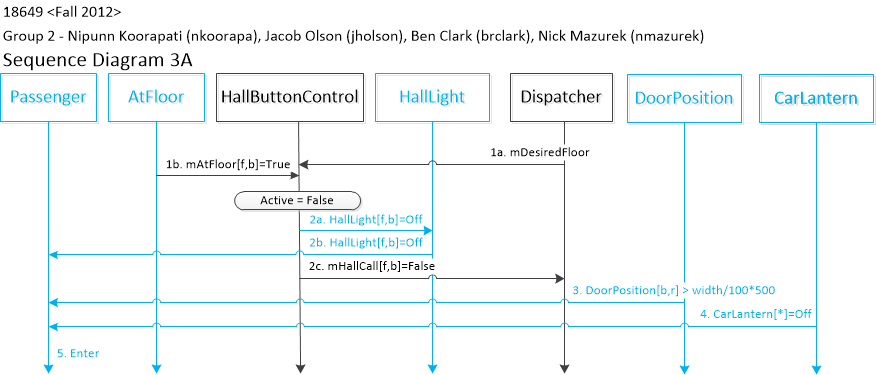 18649 <Fall 2012>
Group 2 - Nipunn Koorapati (nkoorapa), Jacob Olson (jholson), Ben Clark (brclark), Nick Mazurek (nmazurek)
Sequence Diagram 3A
Passenger
AtFloor
HallButtonControl
HallLight
Dispatcher
DoorPosition
CarLantern
1a. mDesiredFloor
1b. mAtFloor[f,b]=True
Active = False
2a. HallLight[f,b]=Off
2b. HallLight[f,b]=Off
2c. mHallCall[f,b]=False
3. DoorPosition[b,r] > width/100*500
4. CarLantern[*]=Off
5. Enter